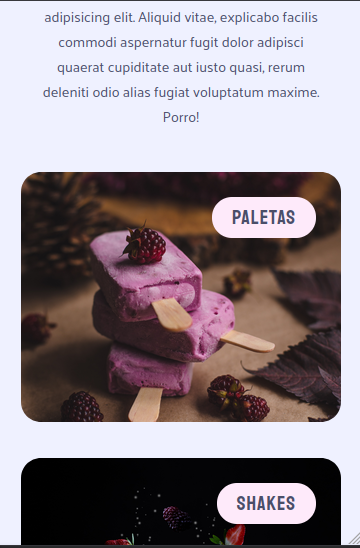 adipisicing elit. Aliquid vitae, explicabo facilis
commodi aspernatur fugit dolor adipisci
quaerat cupiditate aut iusto quasi, rerum
deleniti odio alias fugiat voluptatum maxime.
Porro!
PALETAS
SHAKES